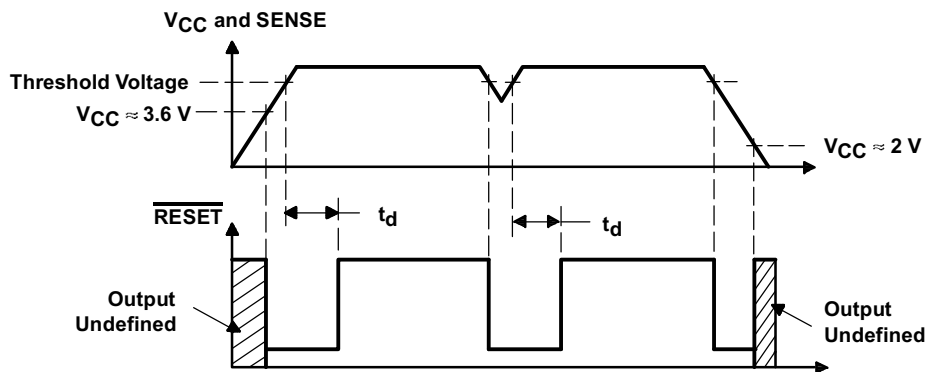 VCC and SENSE
Threshold Voltage
VCC ≈ 3.6 V
VCC ≈ 2 V
RESET
td
td
Output
Undefined
Output
Undefined